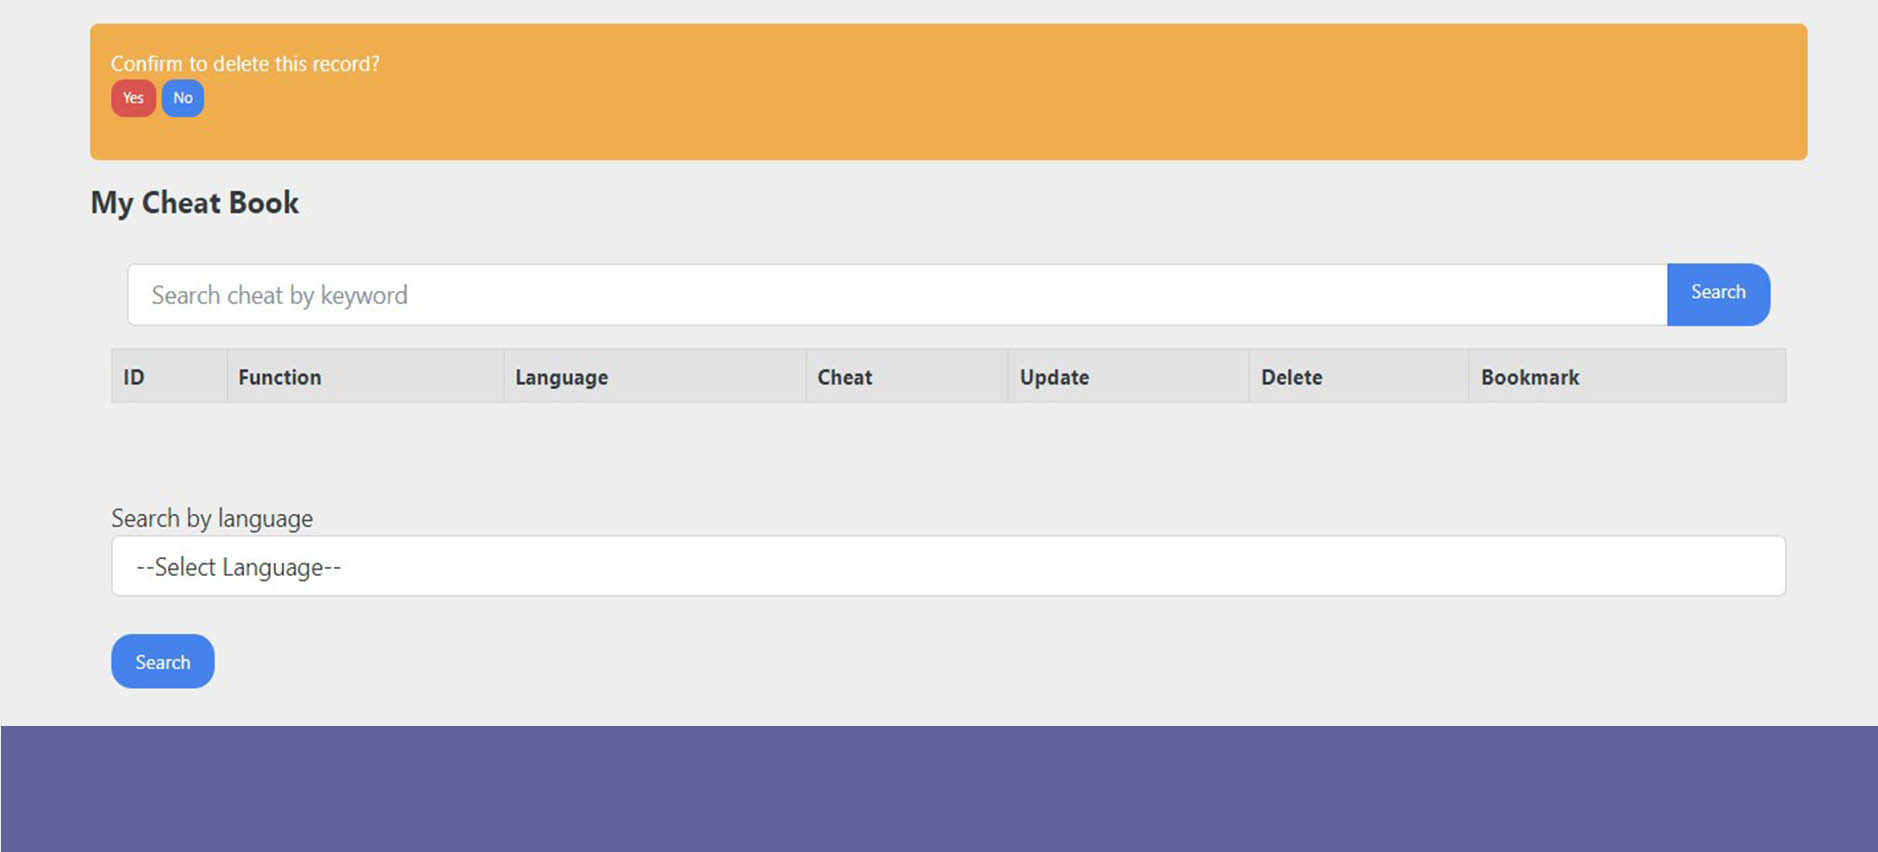 Confirm to delete this record?
Yes No
My Cheat Book
Search cheat by keyword Search
ID Function Language Cheat Update Delete Bookmark
Search by language
--Select Language--
Search